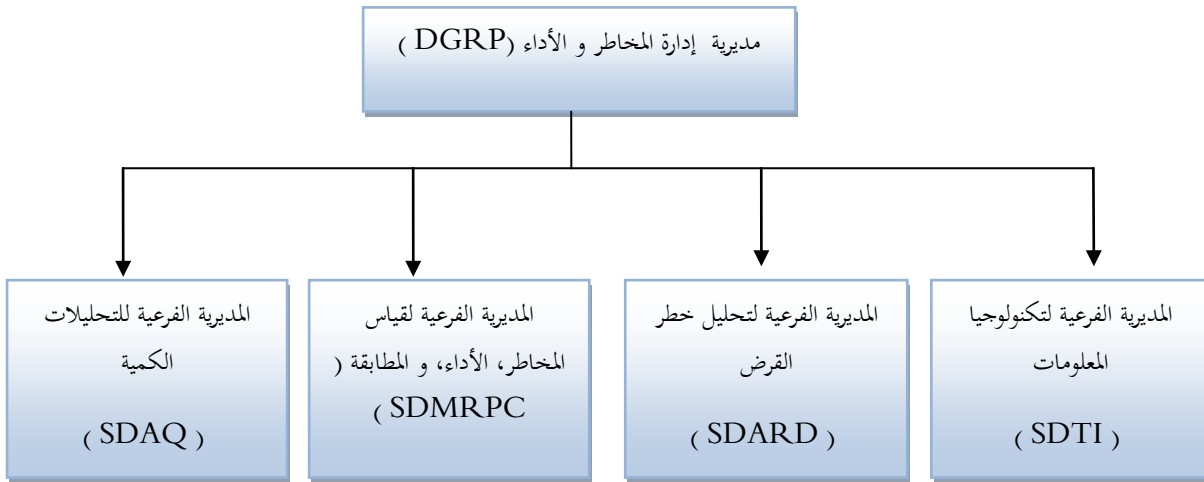 مديرية إدارة المخاطر و الأداء (DGRP )
المديرية الفرعية لتكنولوجيا
المعلومات
( SDTI )
المديرية الفرعية لتحليل خطر
القرض
( SDARD )
المديرية الفرعية لقياس
المخاطر، الأداء، و المطابقة (
SDMRPC )
المديرية الفرعية للتحليلات
الكمية
( SDAQ )